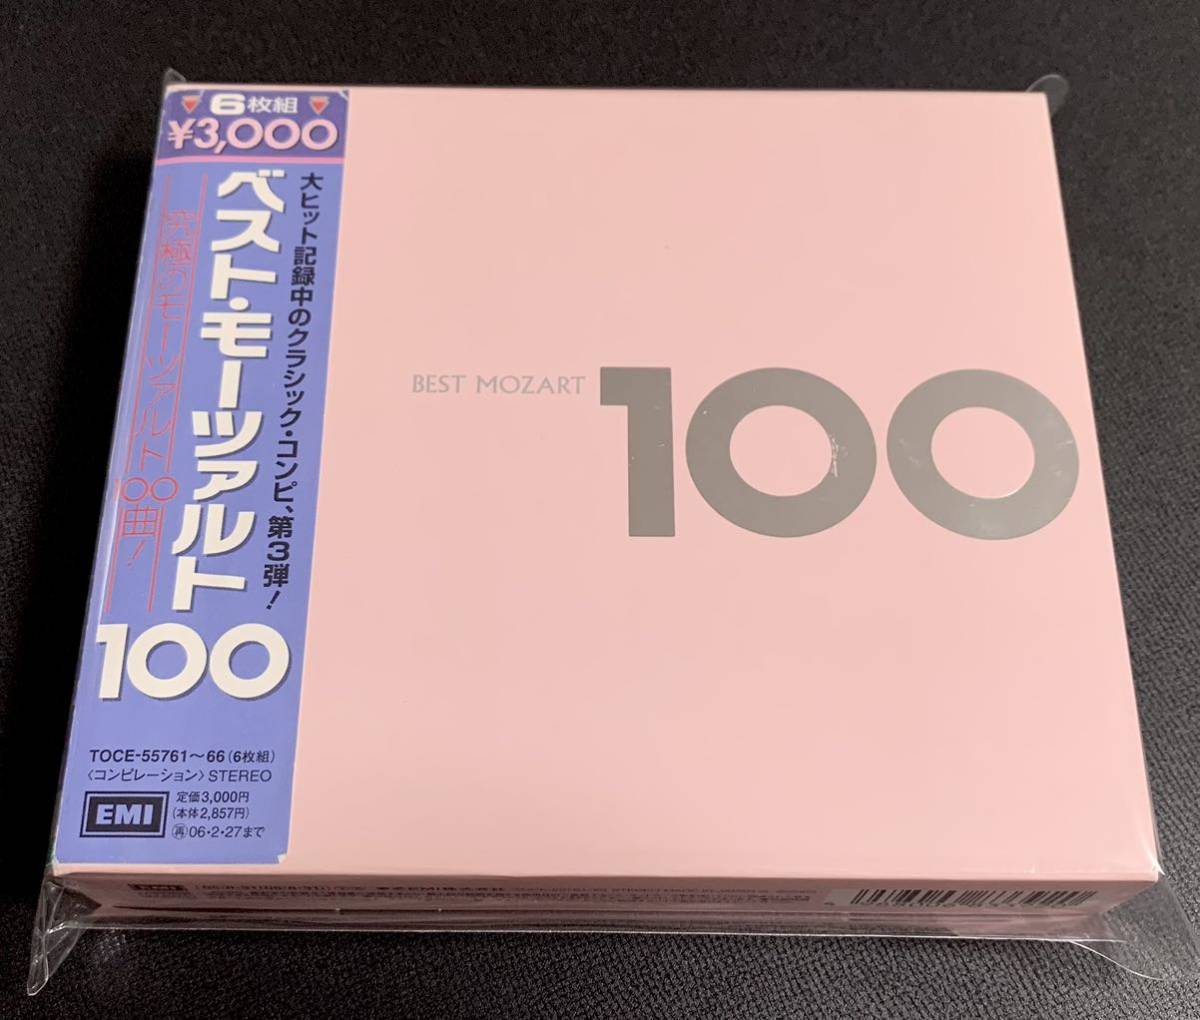 6枚組
¥3,000
大ヒット記録中のクラシック・コンピ、第3弾!
ベスト・モーツァルト
100
究極のモーツァルト100曲!
TOCE-55761〜66(6枚組)
〈コンピレーション〉STEREO
EMI
定価3,000円
(本体2,857円)
再06・2・27まで
BEST MOZART 100
EMI